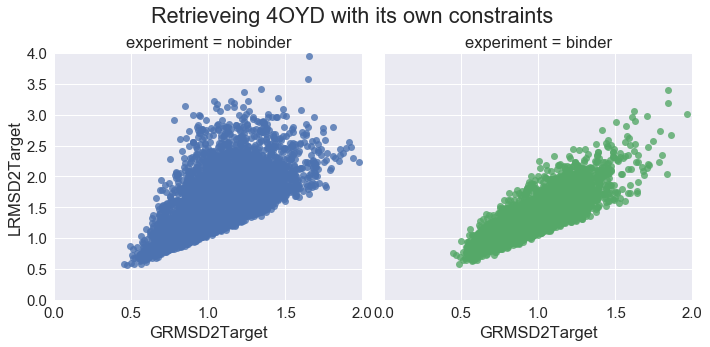 Retrieveing 4OYD with its own constraints
experiment = nobinder
experiment = binder
4.0
3.5
3.0
2.5
2.0
1.5
1.0
0.5
0.0
LRMSD2Target
0.0 0.5 1.0 1.5 2.0
0.0 0.5 1.0 1.5 2.0
GRMSD2Target
GRMSD2Target